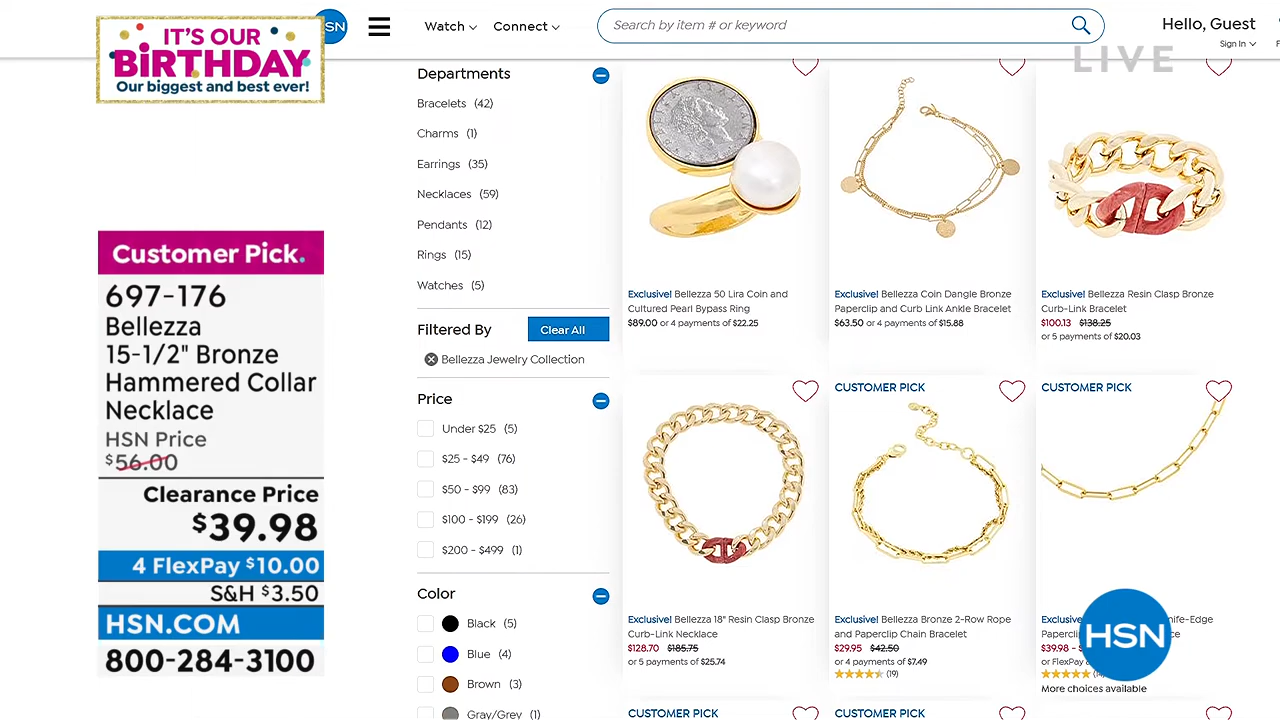 IT'S OUR
BIRTHDAY
Our biggest and best ever!
Watch
Connect
Search by item # or keyword
Hello, Guest
Sign In
LIVE
Customer Pick.
697-176
Bellezza
15-1/2" Bronze
Hammered Collar
Necklace
HSN Price
$56.00
Clearance Price
$39.98
4 FlexPay $10.00
S&H $3.50
HSN.COM
800-284-3100
Departments
Bracelets (42)
Charms (1)
Earrings (35)
Necklaces (59)
Pendants (12)
Rings (15)
Watches (5)
Filtered By
Clear All
Bellezza Jewelry Collection
Price
Under $25 (5)
$25 - $49 (76)
$50 - $99 (83)
$100 - $199 (26)
$200 - $499 (1)
Color
Black (5)
Blue (4)
Brown (3)
Gray/Grey (1)
Exclusive! Bellezza 50 Lira Coin and
Cultured Pearl Bypass Ring
$89.00 or 4 payments of $22.25
Exclusive! Bellezza Coin Dangle Bronze
Paperclip and Curb Link Ankle Bracelet
$63.50 or 4 payments of $15.88
Exclusive! Bellezza Resin Clasp Bronze
Curb-Link Bracelet
$100.13 $138.25
or 5 payments of $20.03
Exclusive! Bellezza 18" Resin Clasp Bronze
Curb-Link Necklace
$128.70 $185.75
or 5 payments of $25.74
CUSTOMER PICK
Exclusive! Bellezza Bronze 2-Row Rope
and Paperclip Chain Bracelet
$29.95 $42.50
or 4 payments of $7.49
(19)
CUSTOMER PICK
$39.98 -
or FlexPay
More choices available
HSN
CUSTOMER PICK
CUSTOMER PICK